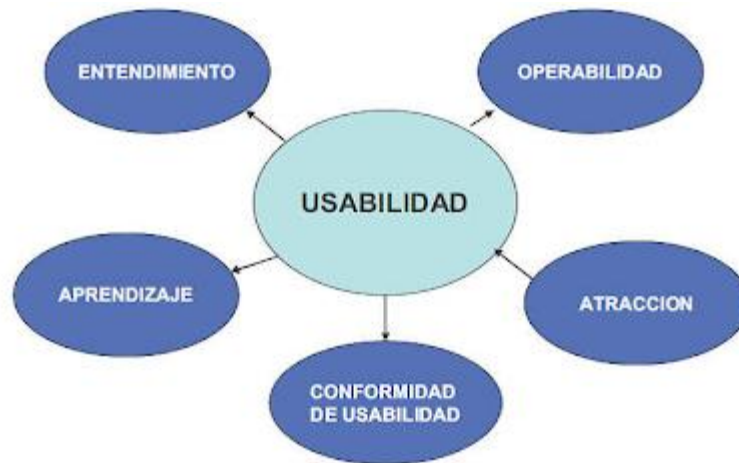 ENTENDIMIENTO
OPERABILIDAD
USABILIDAD
APRENDIZAJE
ATRACCION
CONFORMIDAD
DE USABILIDAD